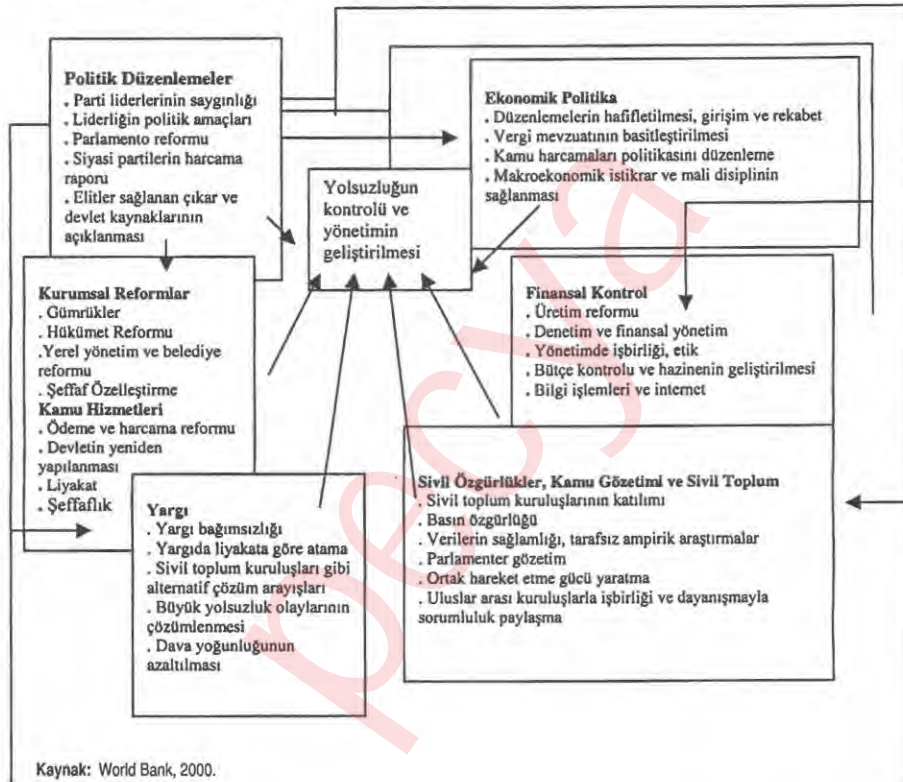 Politik Düzenlemeler
. Parti liderlerinin saygınlığı
. Liderliğin politik amaçları
. Parlamento reformu
. Siyasi partilerin harcama
raporu
. Elitler sağlanan çıkar ve
devlet kaynaklarının
açıklanması
Ekonomik Politika
. Düzenlemelerin hafifletilmesi, girişim ve rekabet
. Vergi mevzuatının basitleştirilmesi
. Kamu harcamaları politikasını düzenleme
. Makroekonomik istikrar ve mali disiplinin
sağlanması
Yolsuzluğun
kontrolü ve
yönetimin
geliştirilmesi
Kurumsal Reformlar
. Gümrükler
. Hükümet Reformu
.Yerel yönetim ve belediye
reformu
. Şeffaf Özelleştirme
Kamu Hizmetleri
. Ödeme ve harcama reformu
. Devletin yeniden
yapılanması
. Liyakat
. Şeffaflık
Finansal Kontrol
. Üretim reformu
. Denetim ve finansal yönetim
. Yönetimde işbirliği, etik
. Bütçe kontrolu ve hazinenin geliştirilmesi
. Bilgi işlemleri ve internet
Yargı
. Yargı bağımsızlığı
. Yargıda liyakata göre atama
. Sivil toplum kuruluşları gibi
alternatif çözüm arayışları
. Büyük yolsuzluk olaylarının
çözümlenmesi
. Dava yoğunluğunun
azaltılması
Sivil Özgürlükler, Kamu Gözetimi ve Sivil Toplum
. Sivil toplum kuruluşlarının katılımı
. Basın özgürlüğü
. Verilerin sağlamlığı, tarafsız ampirik araştırmalar
. Parlamenter gözetim
. Ortak hareket etme gücü yaratma
. Uluslar arası kuruluşlarla işbirliği ve dayanışmayla
sorumluluk paylaşma
Kaynak: World Bank, 2000.
pecya